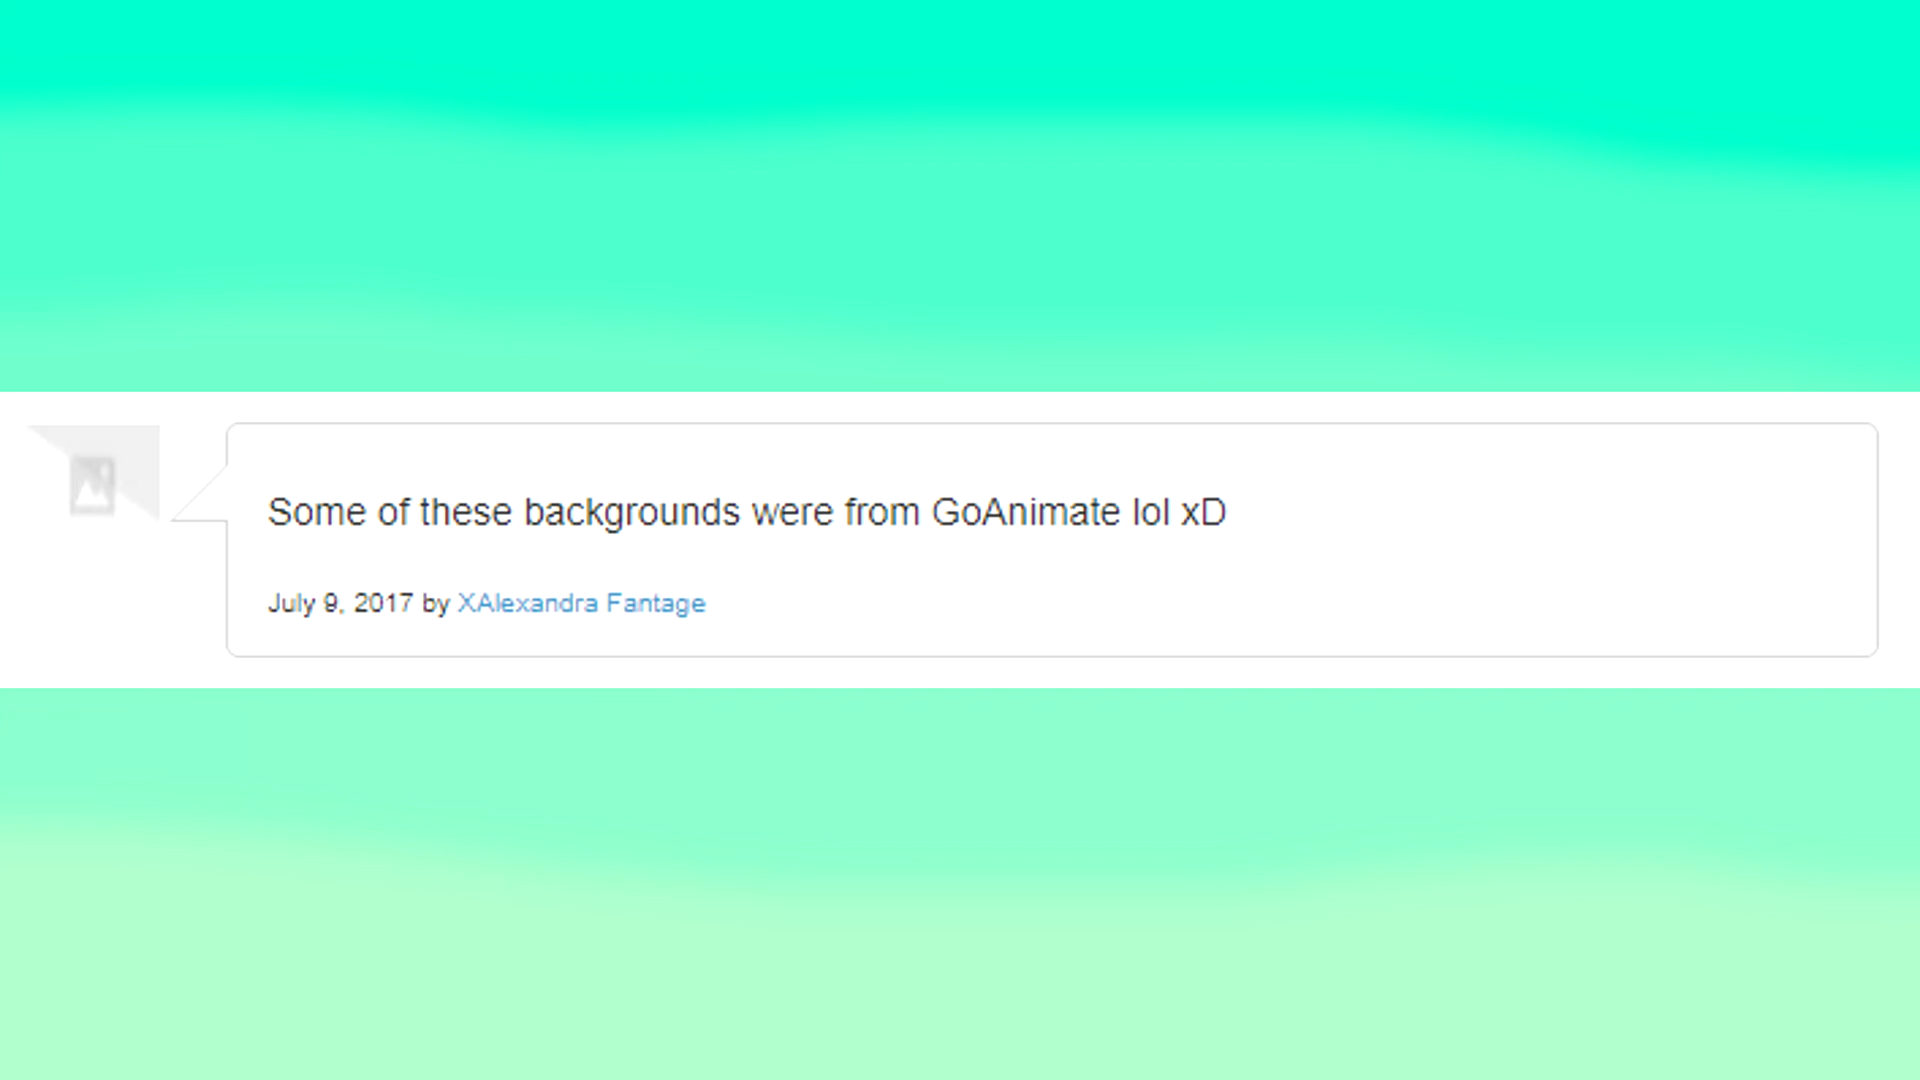 Some of these backgrounds were from GoAnimate lol xD
July 9, 2017 by XAlexandra Fantage